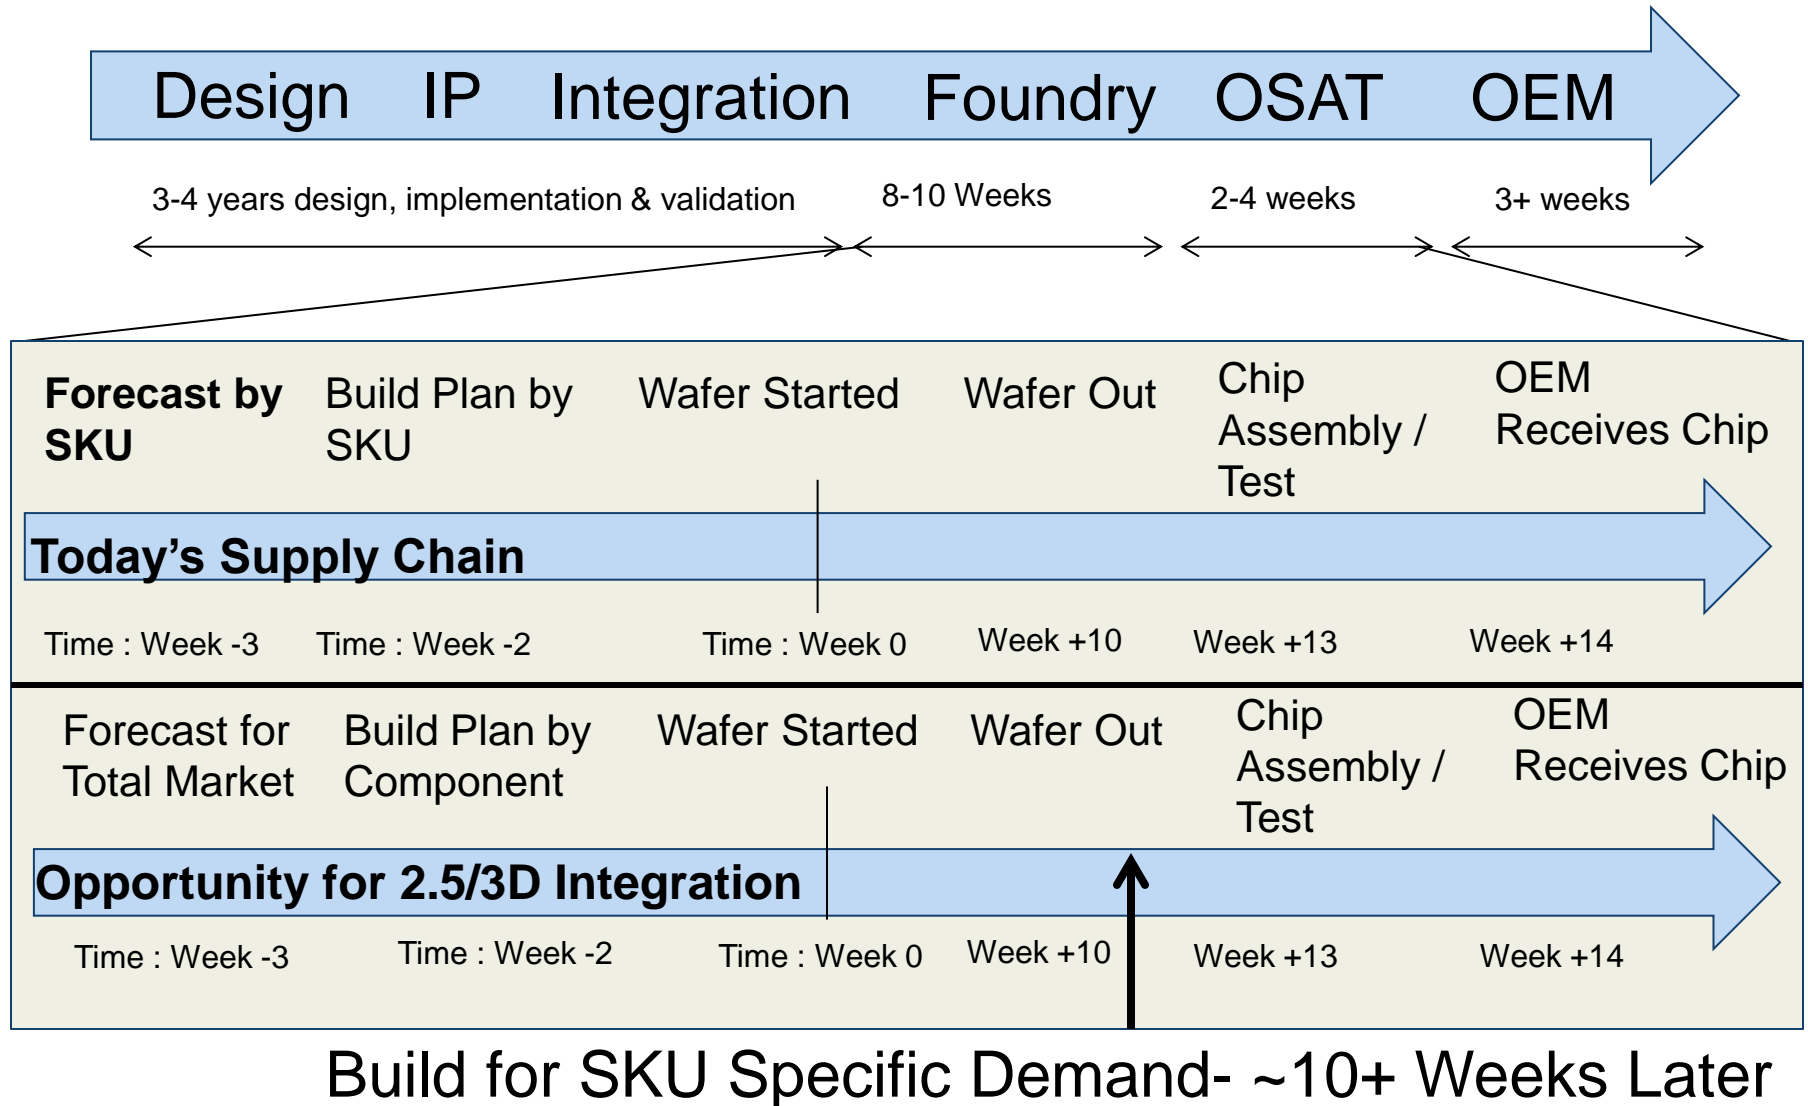 Design IP Integration Foundry OSAT OEM
3-4 years design, implementation & validation
8-10 Weeks
2-4 weeks
3+ weeks
Forecast by
SKU
Build Plan by
SKU
Wafer Started
Wafer Out
Chip
Assembly /
Test
OEM
Receives Chip
Today’s Supply Chain
Time : Week -3
Time : Week -2
Time : Week 0
Week +10
Week +13
Week +14
Forecast for
Total Market
Build Plan by
Component
Wafer Started
Wafer Out
Chip
Assembly /
Test
OEM
Receives Chip
Opportunity for 2.5/3D Integration
Time : Week -3
Time : Week -2
Time : Week 0
Week +10
Week +13
Week +14
Build for SKU Specific Demand- ~10+ Weeks Later